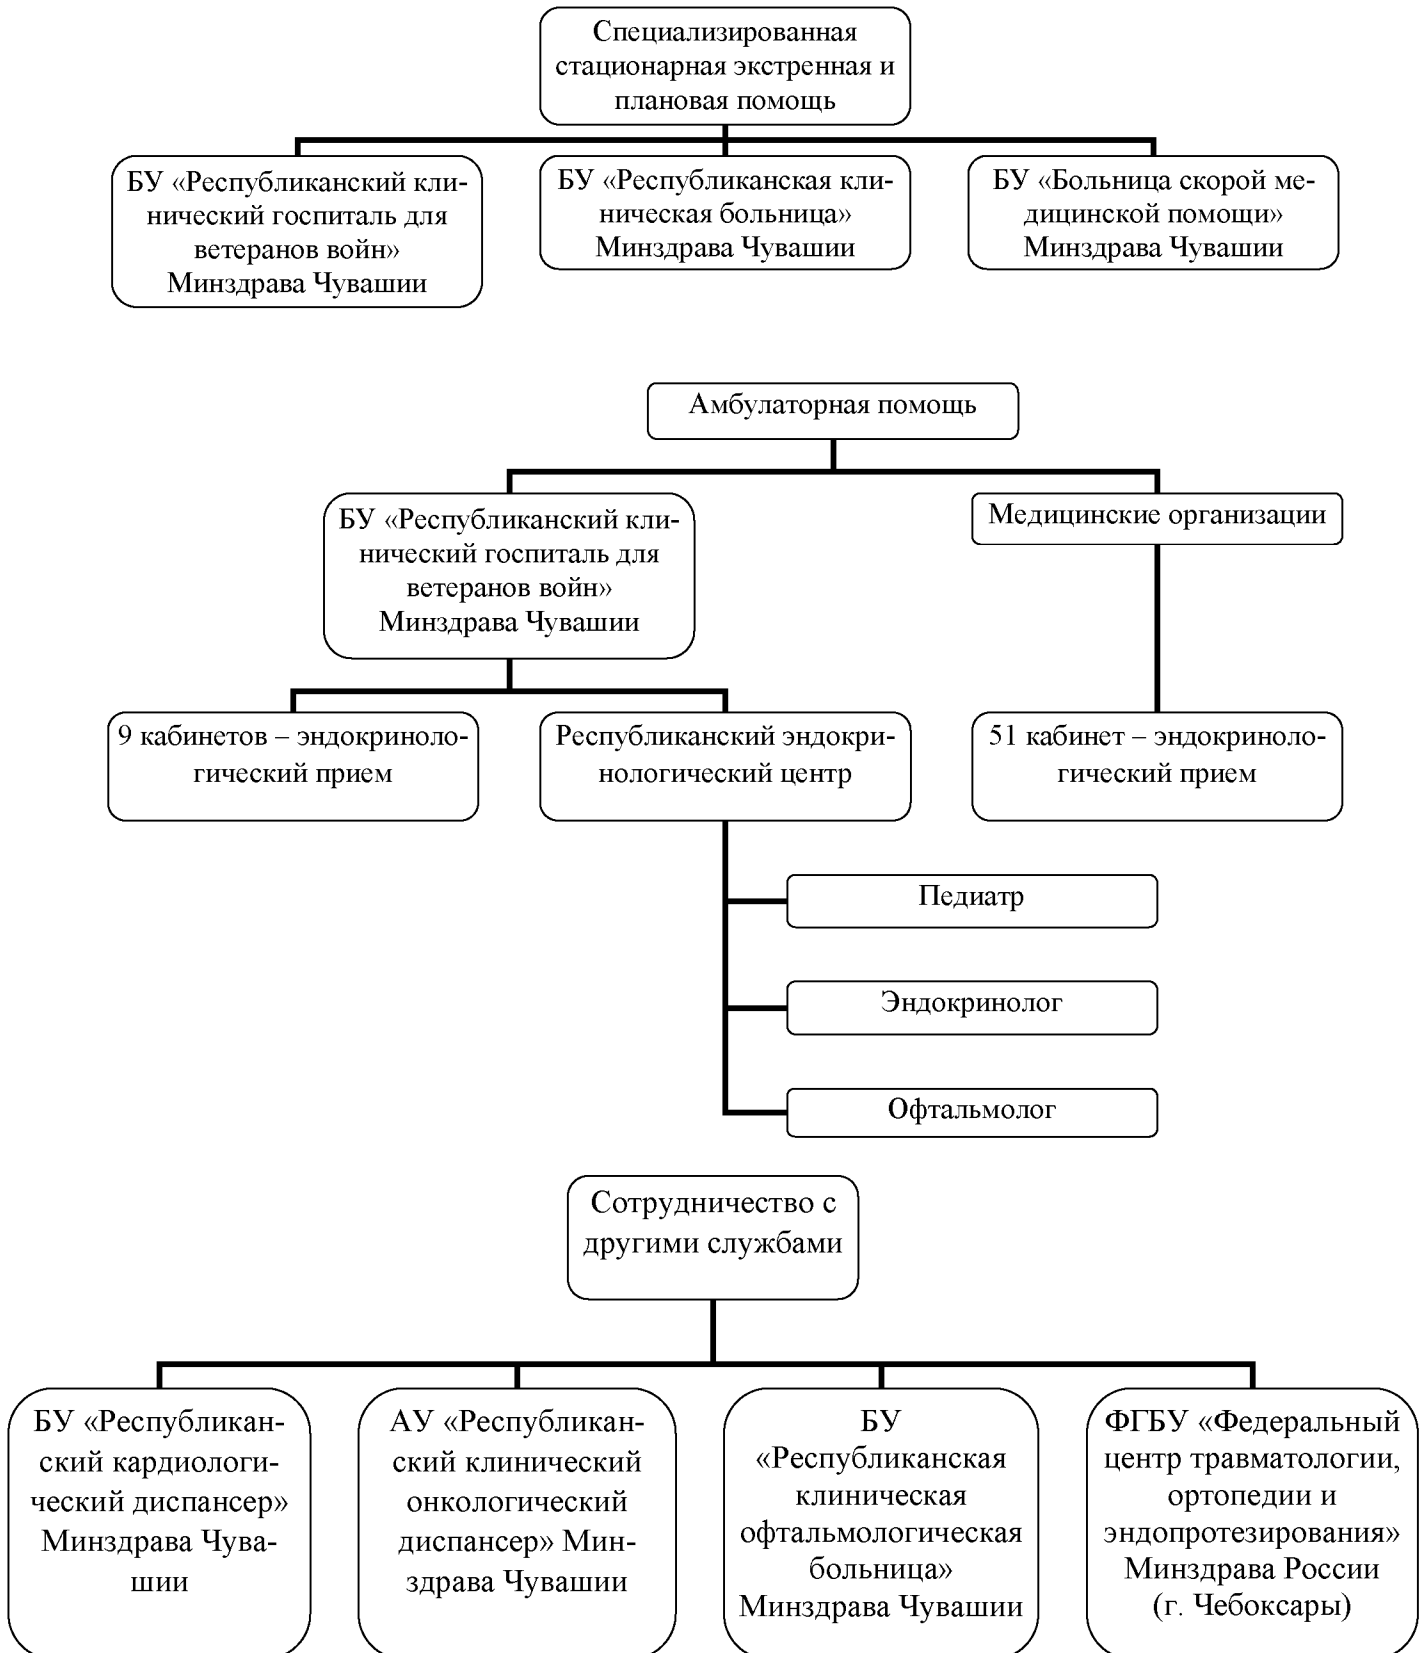 Специализированная
стационарная экстренная и
плановая помощь
БУ «Республиканский кли-
нический госпиталь для
ветеранов войн»
Минздрава Чувашии
БУ «Республиканская кли-
ническая больница»
Минздрава Чувашии
БУ «Больница скорой ме-
дицинской помощи»
Минздрава Чувашии
Амбулаторная помощь
БУ «Республиканский кли-
нический госпиталь для
ветеранов войн»
Минздрава Чувашии
Медицинские организации
9 кабинетов – эндокриноло-
гический прием
Республиканский эндокри-
нологический центр
51 кабинет – эндокриноло-
гический прием
Педиатр
Эндокринолог
Офтальмолог
Сотрудничество с
другими службами
БУ «Республикан-
ский кардиологи-
ческий диспансер»
Минздрава Чува-
шии
АУ «Республикан-
ский клинический
онкологический
диспансер» Мин-
здрава Чувашии
БУ
«Республиканская
клиническая
офтальмологическая
больница»
Минздрава Чувашии
ФГБУ «Федеральный
центр травматологии,
ортопедии и
эндопротезирования»
Минздрава России
(г. Чебоксары)